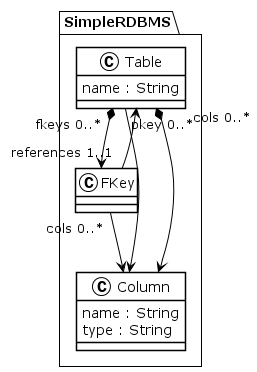 SimpleRDBMS
C Table
name : String
fkeys 0..*
pkey 0..*
cols 0..*
references 1..1
C FKey
cols 0..*
C Column
name : String
type : String